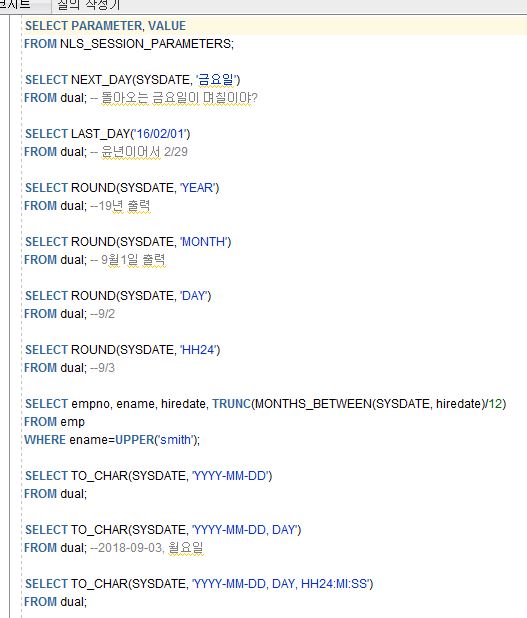 질의 작성기
SELECT PARAMETER, VALUE
FROM NLS_SESSION_PARAMETERS;
SELECT NEXT_DAY(SYSDATE, '금요일')
FROM dual; -- 돌아오는 금요일이 며칠이야?
SELECT LAST_DAY('16/02/01')
FROM dual; -- 윤년이어서 2/29
SELECT ROUND(SYSDATE, 'YEAR')
FROM dual; --19년 출력
SELECT ROUND(SYSDATE, 'MONTH')
FROM dual; -- 9월1일 출력
SELECT ROUND(SYSDATE, 'DAY')
FROM dual; --9/2
SELECT ROUND(SYSDATE, 'HH24')
FROM dual; --9/3
SELECT empno, ename, hiredate, TRUNC(MONTHS_BETWEEN(SYSDATE, hiredate)/12)
FROM emp
WHERE ename=UPPER('smith');
SELECT TO_CHAR(SYSDATE, 'YYYY-MM-DD')
FROM dual;
SELECT TO_CHAR(SYSDATE, 'YYYY-MM-DD, DAY')
FROM dual; --2018-09-03, 월요일
SELECT TO_CHAR(SYSDATE, 'YYYY-MM-DD, DAY, HH24:MI:SS')
FROM dual;